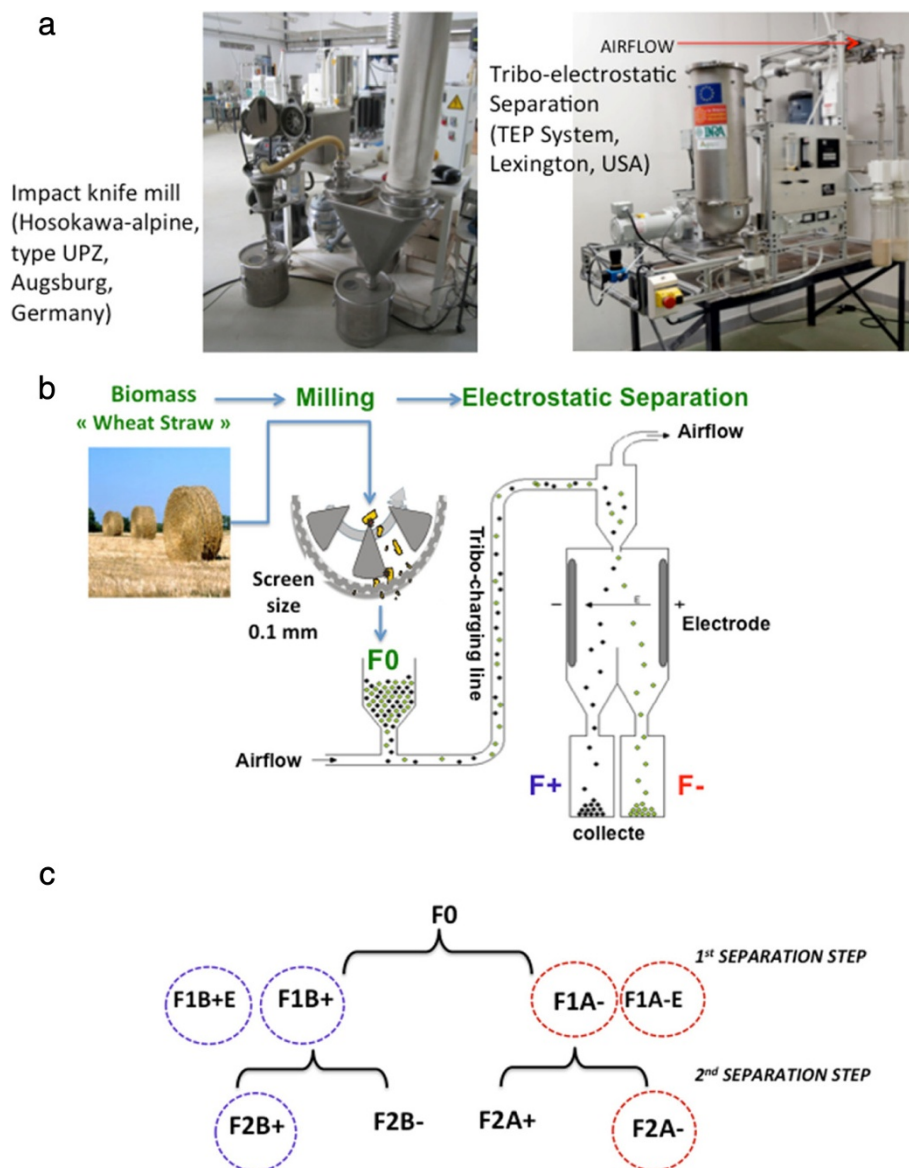 a
Impact knife mill
(Hosokawa-alpine,
type UPZ,
Augsburg,
Germany)
AIRFLOW
Tribo-electrostatic
Separation
(TEP System,
Lexington, USA)
INRA
b
Biomass
« Wheat Straw »
Milling
Electrostatic Separation
Airflow
Screen
size
0.1 mm
Tribo-charging line
−
E
+
Electrode
F0
Airflow
F+
F-
collecte
c
F0
1st SEPARATION STEP
F1B+E
F1B+
F1A-
F1A-E
2nd SEPARATION STEP
F2B+
F2B-
F2A+
F2A-